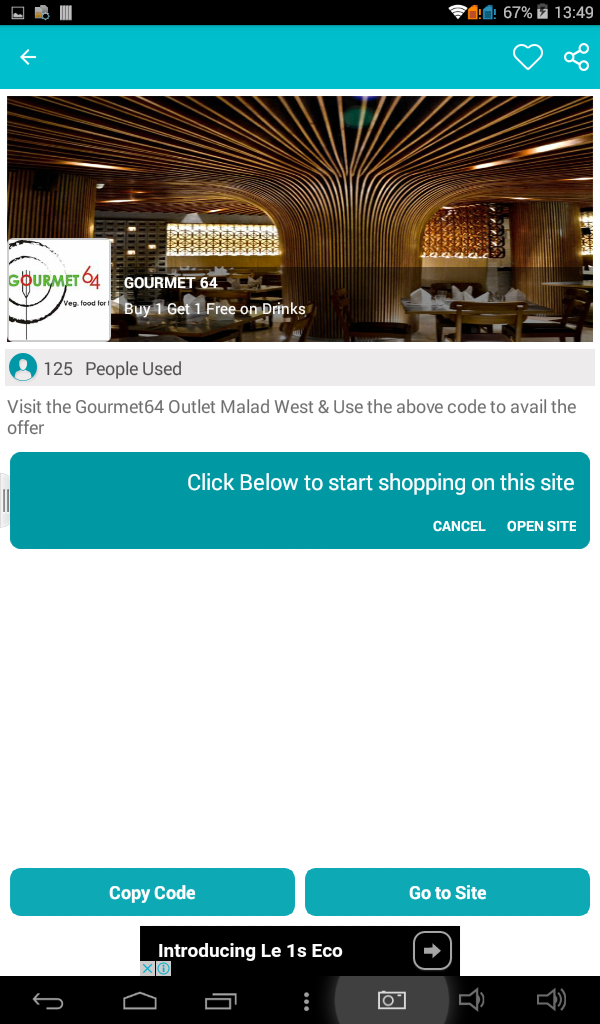 67% 13:49
GOURMET 64
Veg. food for
GOURMET 64
Buy 1 Get 1 Free on Drinks
125 People Used
Visit the Gourmet64 Outlet Malad West & Use the above code to avail the
offer
Click Below to start shopping on this site
CANCEL OPEN SITE
Copy Code Go to Site
Introducing Le 1s Eco